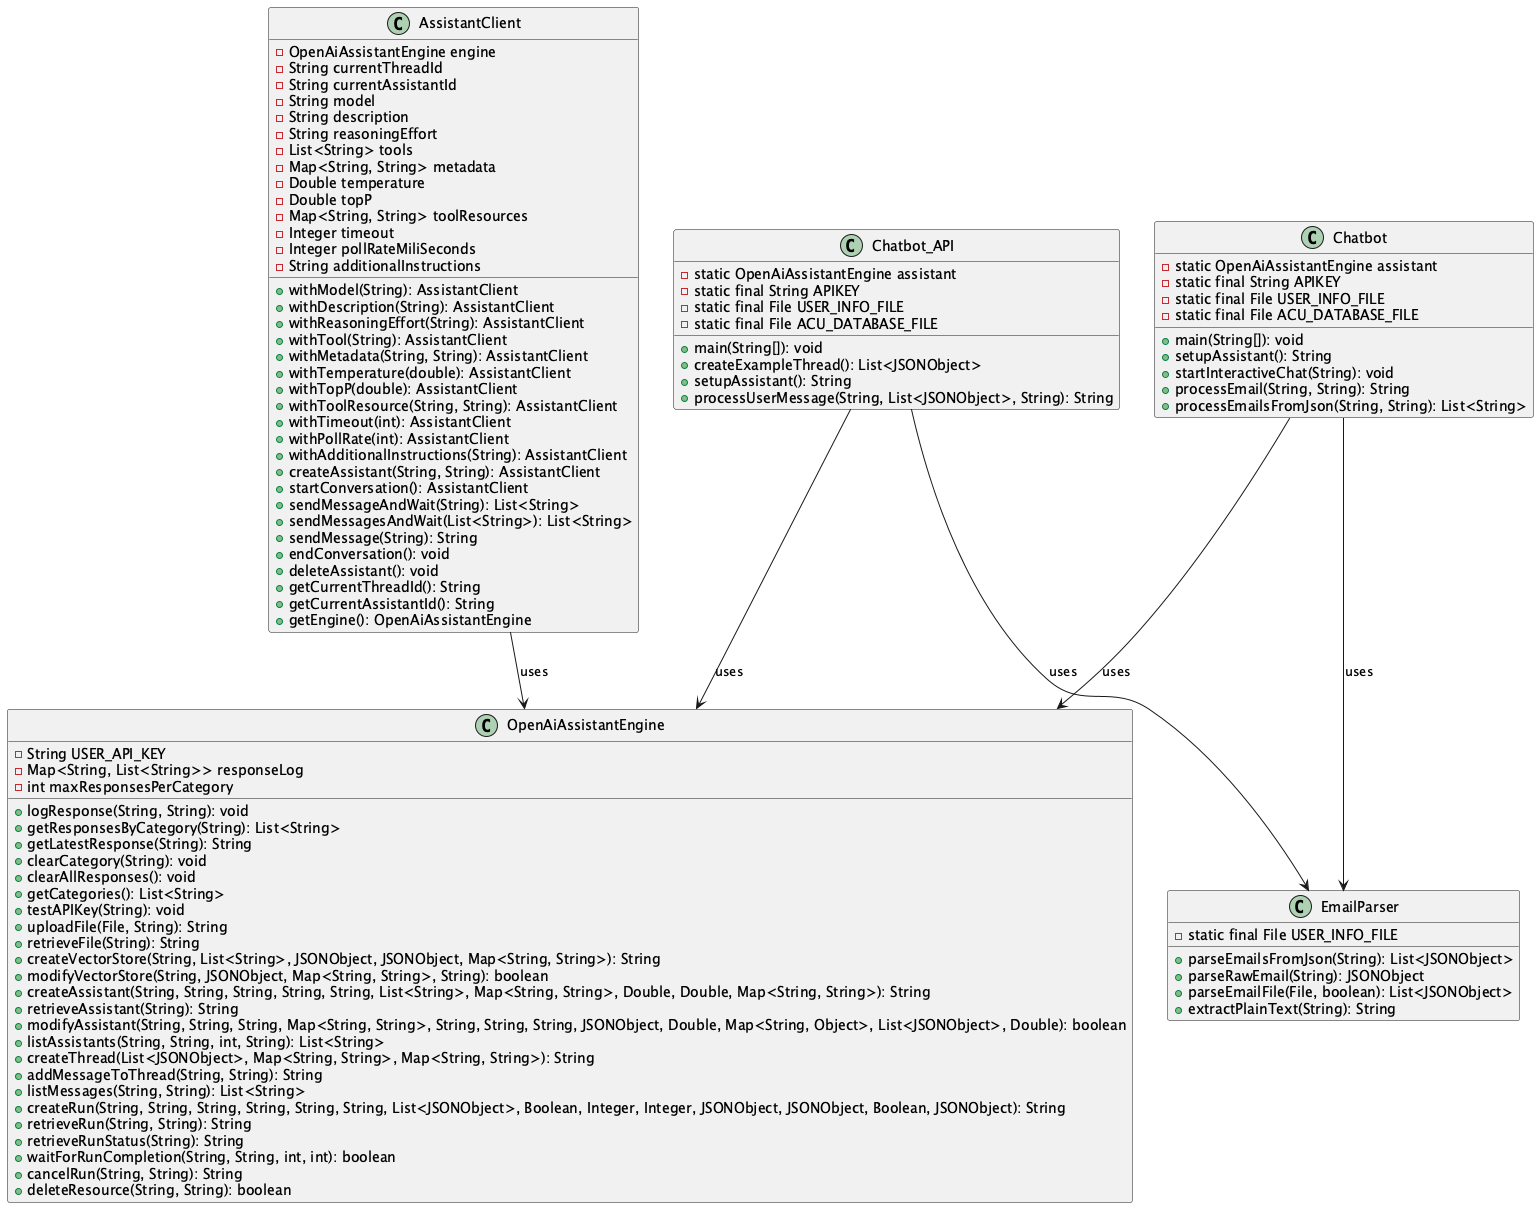 C AssistantClient
OpenAiAssistantEngine engine
String currentThreadId
String currentAssistantId
String model
String description
String reasoningEffort
List<String> tools
Map<String, String> metadata
Double temperature
Double topP
Map<String, String> toolResources
Integer timeout
Integer pollRateMiliSeconds
String additionalInstructions
withModel(String): AssistantClient
withDescription(String): AssistantClient
withReasoningEffort(String): AssistantClient
withTool(String): AssistantClient
withMetadata(String, String): AssistantClient
withTemperature(double): AssistantClient
withTopP(double): AssistantClient
withToolResource(String, String): AssistantClient
withTimeout(int): AssistantClient
withPollRate(int): AssistantClient
withAdditionalInstructions(String): AssistantClient
createAssistant(String, String): AssistantClient
startConversation(): AssistantClient
sendMessageAndWait(String): List<String>
sendMessagesAndWait(List<String>): List<String>
sendMessage(String): String
endConversation(): void
deleteAssistant(): void
getCurrentThreadId(): String
getCurrentAssistantId(): String
getEngine(): OpenAiAssistantEngine
C Chatbot_API
static OpenAiAssistantEngine assistant
static final String APIKEY
static final File USER_INFO_FILE
static final File ACU_DATABASE_FILE
main(String[]): void
createExampleThread(): List<JSONObject>
setupAssistant(): String
processUserMessage(String, List<JSONObject>, String): String
C Chatbot
static OpenAiAssistantEngine assistant
static final String APIKEY
static final File USER_INFO_FILE
static final File ACU_DATABASE_FILE
main(String[]): void
setupAssistant(): String
startInteractiveChat(String): void
processEmail(String, String): String
processEmailsFromJson(String, String): List<String>
uses
uses
uses
uses
uses
C OpenAiAssistantEngine
String USER_API_KEY
Map<String, List<String>> responseLog
int maxResponsesPerCategory
logResponse(String, String): void
getResponsesByCategory(String): List<String>
getLatestResponse(String): String
clearCategory(String): void
clearAllResponses(): void
getCategories(): List<String>
testAPIKey(String): void
uploadFile(File, String): String
retrieveFile(String): String
createVectorStore(String, List<String>, JSONObject, JSONObject, Map<String, String>): String
modifyVectorStore(String, JSONObject, Map<String, String>, String): boolean
createAssistant(String, String, String, String, String, List<String>, Map<String, String>, Double, Double, Map<String, String>): String
retrieveAssistant(String): String
modifyAssistant(String, String, String, Map<String, String>, String, String, String, JSONObject, Double, Map<String, Object>, List<JSONObject>, Double): boolean
listAssistants(String, String, int, String): List<String>
createThread(List<JSONObject>, Map<String, String>, Map<String, String>): String
addMessageToThread(String, String): String
listMessages(String, String): List<String>
createRun(String, String, String, String, String, String, List<JSONObject>, Boolean, Integer, Integer, JSONObject, JSONObject, Boolean, JSONObject): String
retrieveRun(String, String): String
retrieveRunStatus(String): String
waitForRunCompletion(String, String, int, int): boolean
cancelRun(String, String): String
deleteResource(String, String): boolean
C EmailParser
static final File USER_INFO_FILE
parseEmailsFromJson(String): List<JSONObject>
parseRawEmail(String): JSONObject
parseEmailFile(File, boolean): List<JSONObject>
extractPlainText(String): String